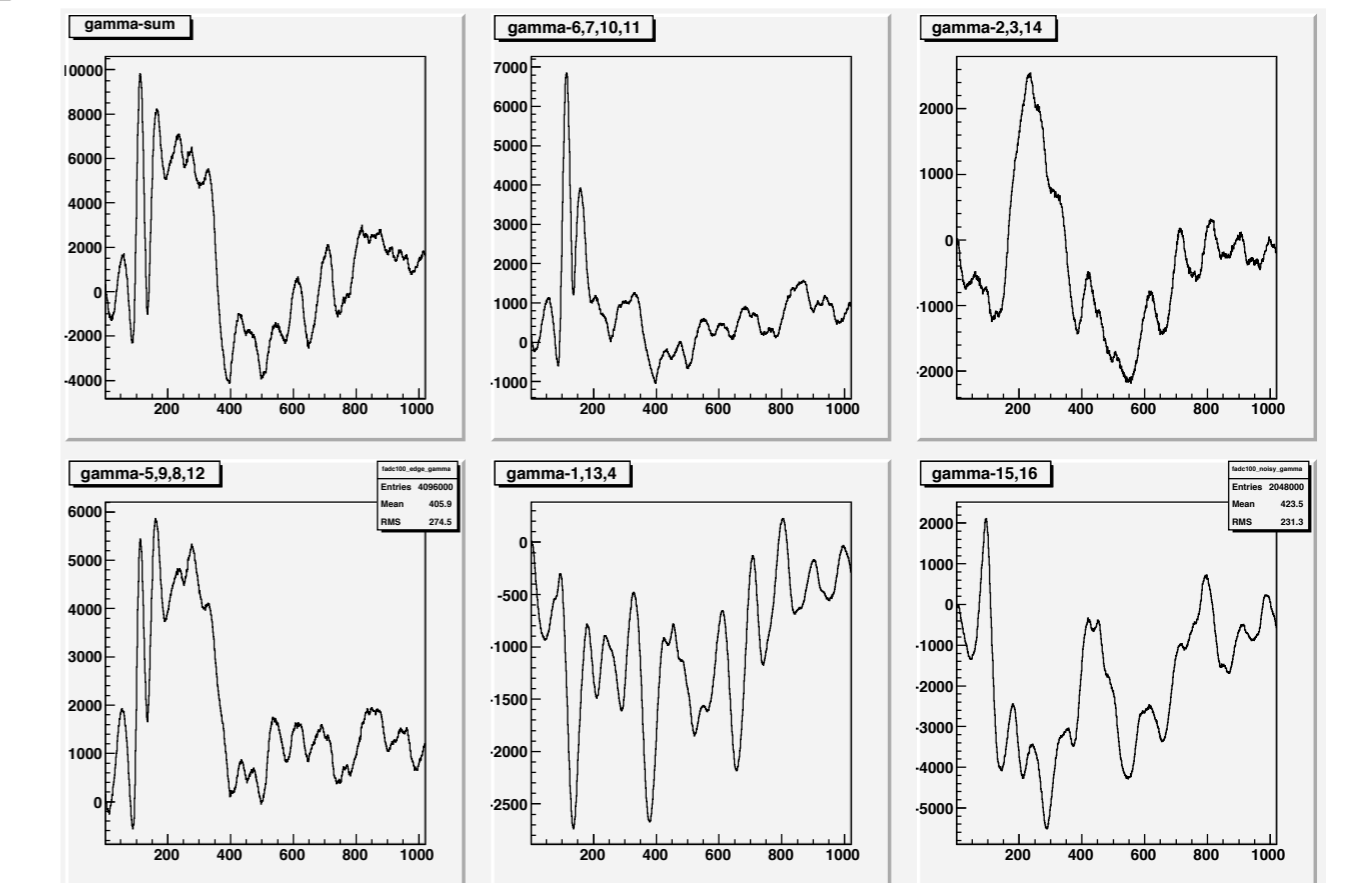 gamma-sum
10000
8000
6000
4000
2000
0
-2000
-4000
200 400 600 800 1000
gamma-6,7,10,11
7000
6000
5000
4000
3000
2000
1000
0
-1000
200 400 600 800 1000
gamma-2,3,14
2000
1000
0
-1000
-2000
200 400 600 800 1000
gamma-5,9,8,12
fadc100_edge_gamma
Entries 4096000
Mean 405.9
RMS 274.5
6000
5000
4000
3000
2000
1000
0
200 400 600 800 1000
gamma-1,13,4
0
-500
-1000
-1500
-2000
-2500
200 400 600 800 1000
gamma-15,16
fadc100_noisy_gamma
Entries 2048000
Mean 423.5
RMS 231.3
2000
1000
0
-1000
-2000
-3000
-4000
-5000
200 400 600 800 1000